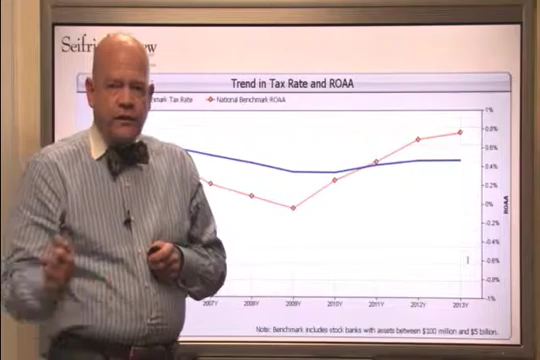 Trend in Tax Rate and ROAA
Tax Rate
National Benchmark ROAA
1%
0.8%
0.6%
0.4%
0.2%
0%
-0.2%
-0.4%
-0.6%
-0.8%
-1%
ROAA
2007Y 2008Y 2009Y 2010Y 2011Y 2012Y 2013Y
Note: Benchmark includes stock banks with assets between $100 million and $5 billion.